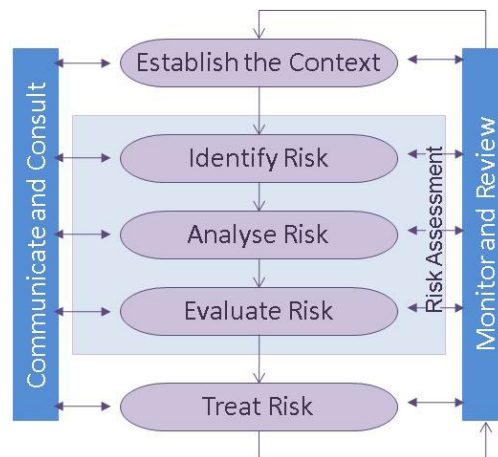 Establish the Context
Communicate and Consult
Identify Risk
Analyse Risk
Evaluate Risk
Risk Assessment
Monitor and Review
Treat Risk